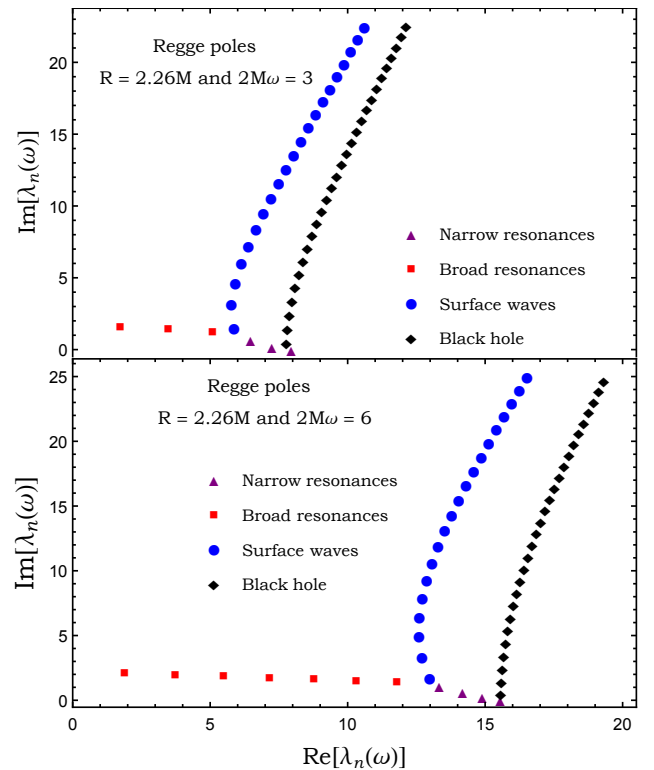 Regge poles
R = 2.26M and 2Mω = 3
Im[λₙ(ω)]
20
15
10
5
0
Narrow resonances
Broad resonances
Surface waves
Black hole
Regge poles
R = 2.26M and 2Mω = 6
Im[λₙ(ω)]
25
20
15
10
5
0
Narrow resonances
Broad resonances
Surface waves
Black hole
0 5 10 15 20
Re[λₙ(ω)]